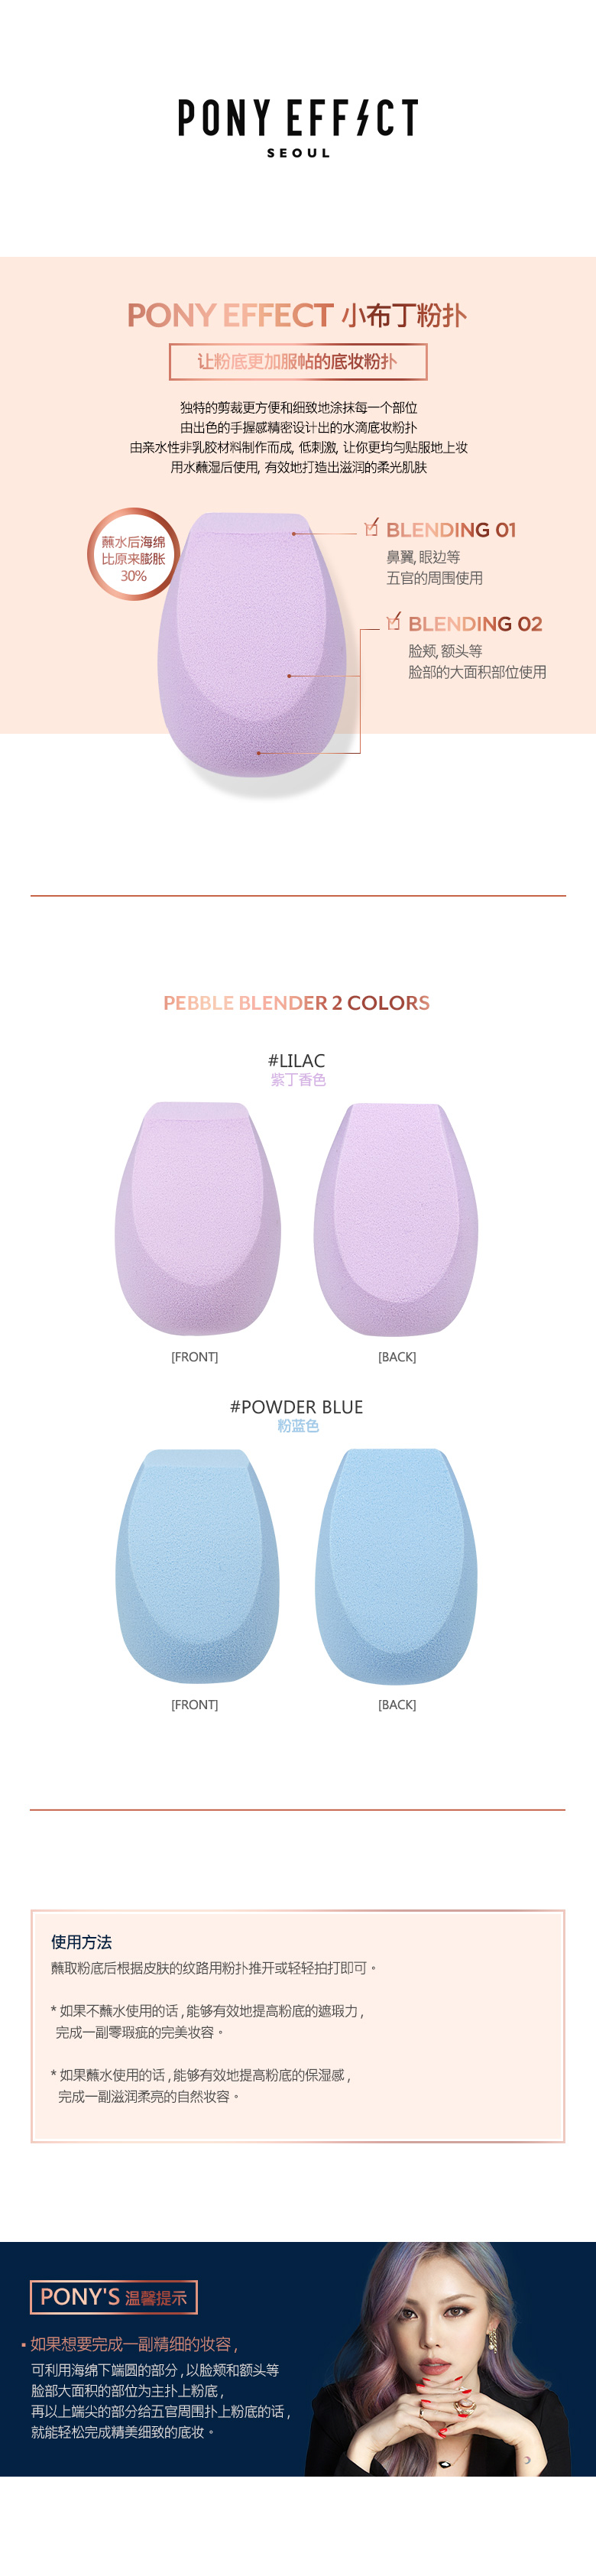 PONY EFFECT
SEOUL
PONY EFFECT 小布丁粉扑
让粉底更加服帖的底妆粉扑
独特的剪裁更方便和细致地涂抹每一个部位
由出色的手握感精密设计出的水滴底妆粉扑
由亲水性非乳胶材料制作而成, 低刺激, 让你更均匀贴服地上妆
用水蘸湿后使用, 有效地打造出滋润的柔光肌肤
蘸水后海绵
比原来膨胀
30%
BLENDING 01
鼻翼, 眼边等
五官的周围使用
BLENDING 02
脸颊, 额头等
脸部的大面积部位使用
PEBBLE BLENDER 2 COLORS
#LILAC
紫丁香色
[FRONT]
[BACK]
#POWDER BLUE
粉蓝色
[FRONT]
[BACK]
使用方法
蘸取粉底后根据皮肤的纹路用粉扑推开或轻轻拍打即可。
* 如果不蘸水使用的话 , 能够有效地提高粉底的遮瑕力 ,
完成一副零瑕疵的完美妆容。
* 如果蘸水使用的话 , 能够有效地提高粉底的保湿感 ,
完成一副滋润柔亮的自然妆容。
PONY'S 温馨提示
▪ 如果想要完成一副精细的妆容 ,
可利用海绵下端圆的部分 , 以脸颊和额头等
脸部大面积的部位为主扑上粉底 ,
再以上端尖的部分给五官周围扑上粉底的话 ,
就能轻松完成精美细致的底妆。